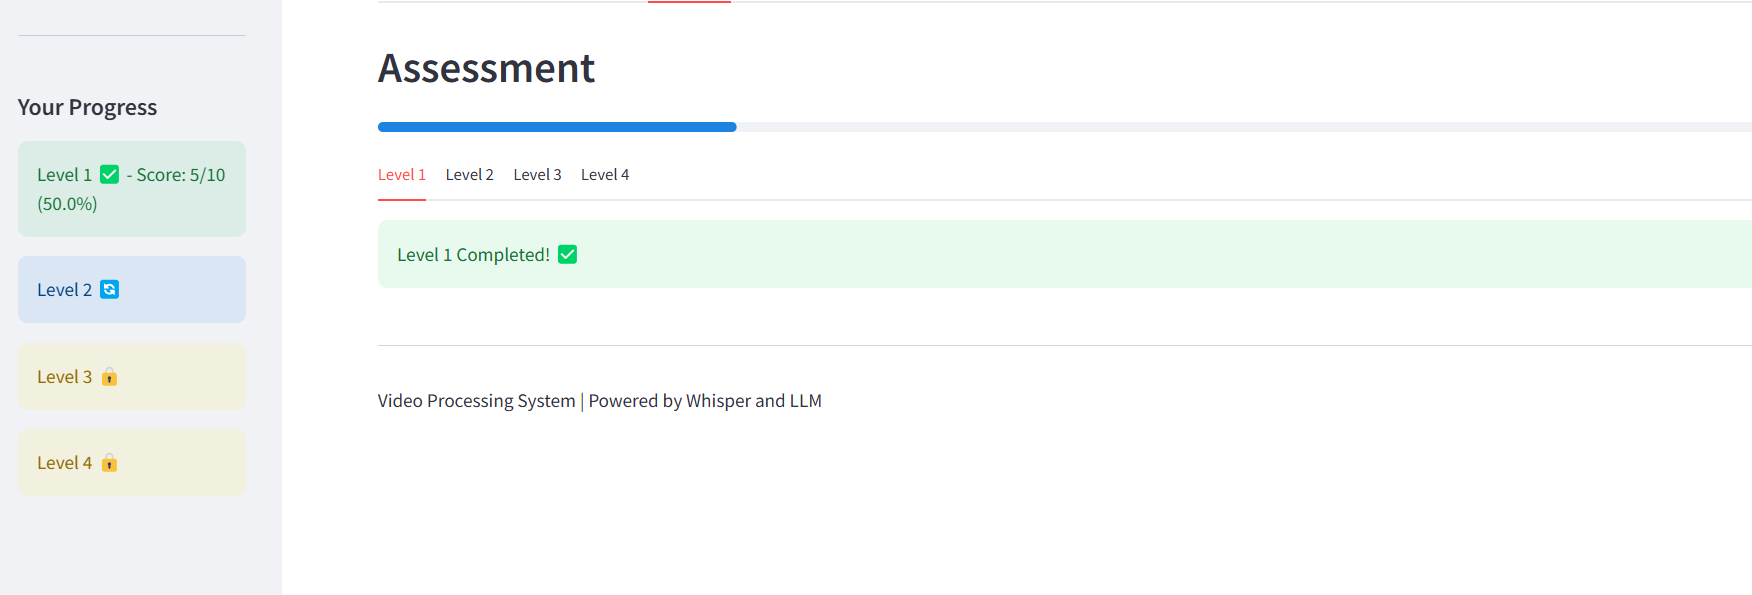 Your Progress
Level 1 ✅ - Score: 5/10
(50.0%)
Level 2 🔄
Level 3 🔒
Level 4 🔒
Assessment
Level 1 Level 2 Level 3 Level 4
Level 1 Completed! ✅
Video Processing System | Powered by Whisper and LLM